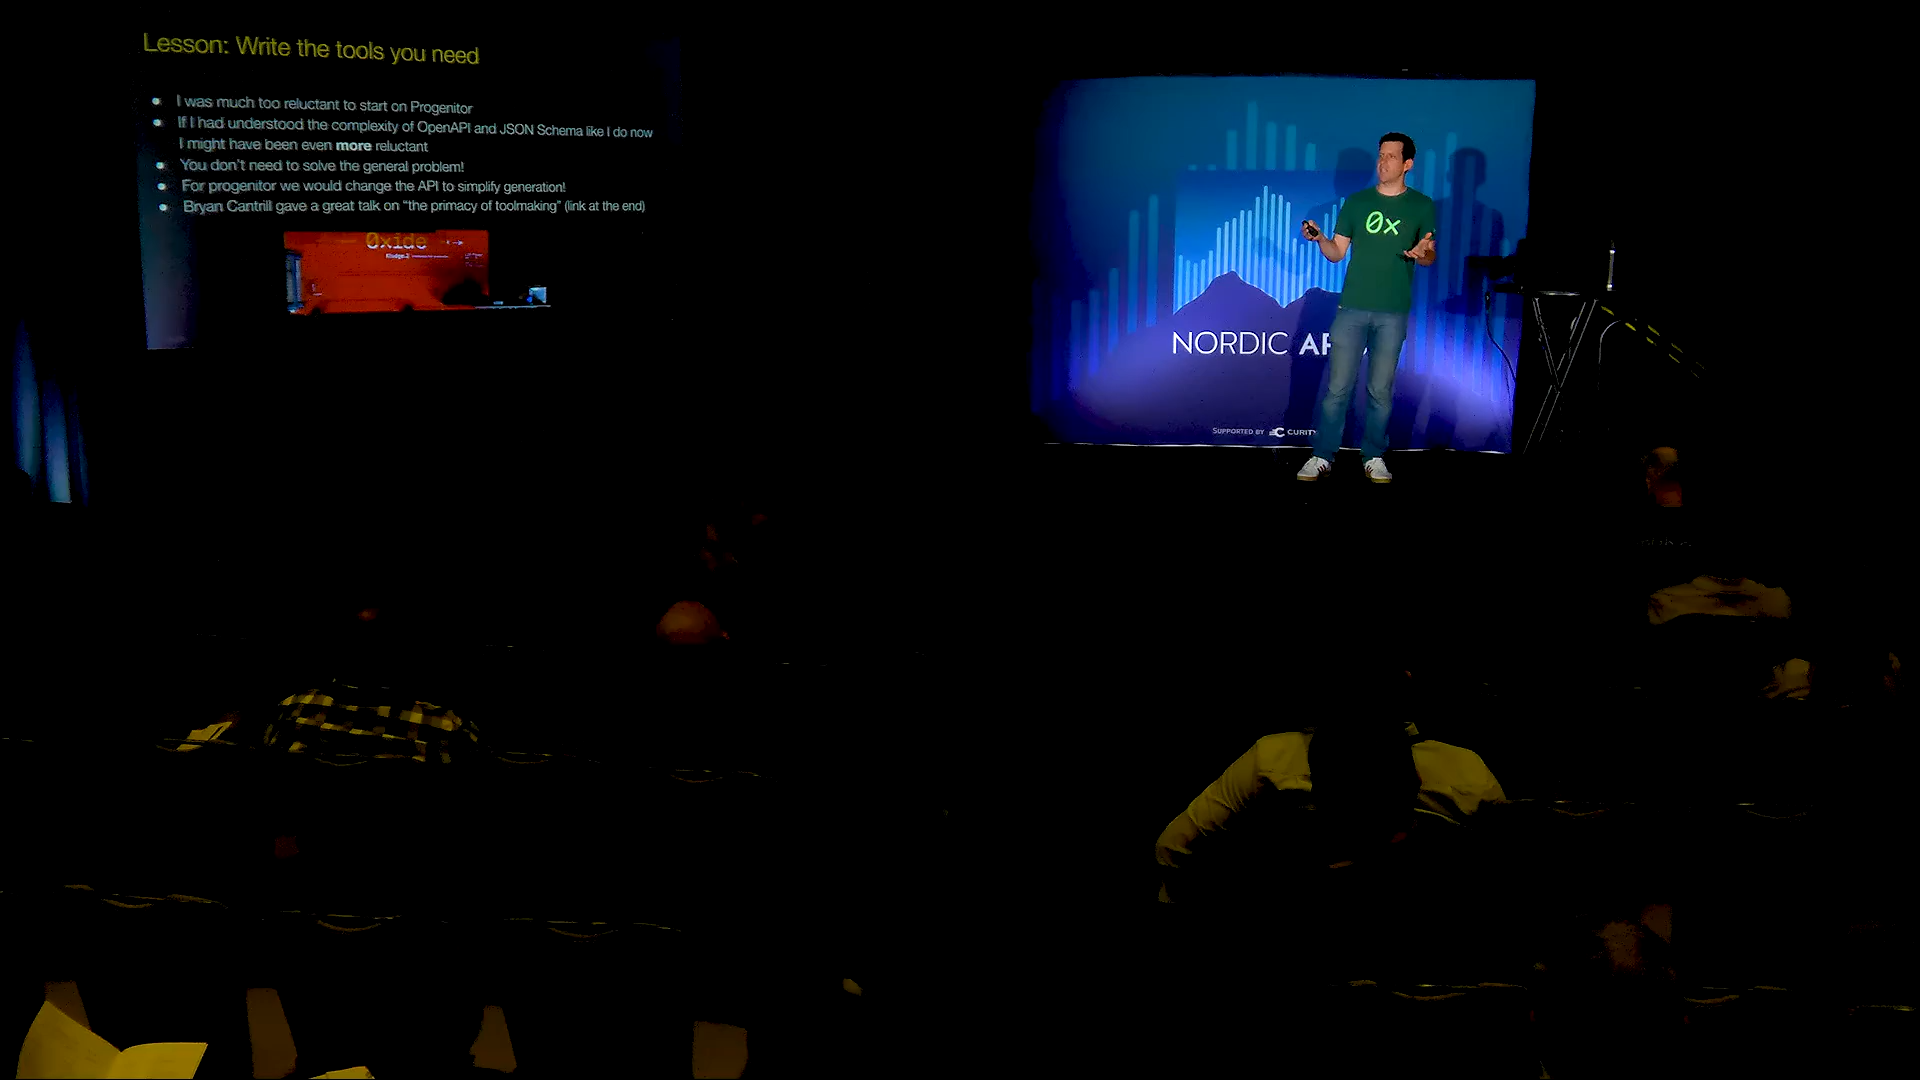 Lesson: Write the tools you need
I was much too reluctant to start on Progenitor
If I had understood the complexity of OpenAPI and JSON Schema like I do now
I might have been even more reluctant
You don't need to solve the general problem!
For progenitor we would change the API to simplify generation!
Bryan Cantrill gave a great talk on "the primacy of toolmaking" (link at the end)
0xide
0x
NORDIC AP
SUPPORTED BY CURITY